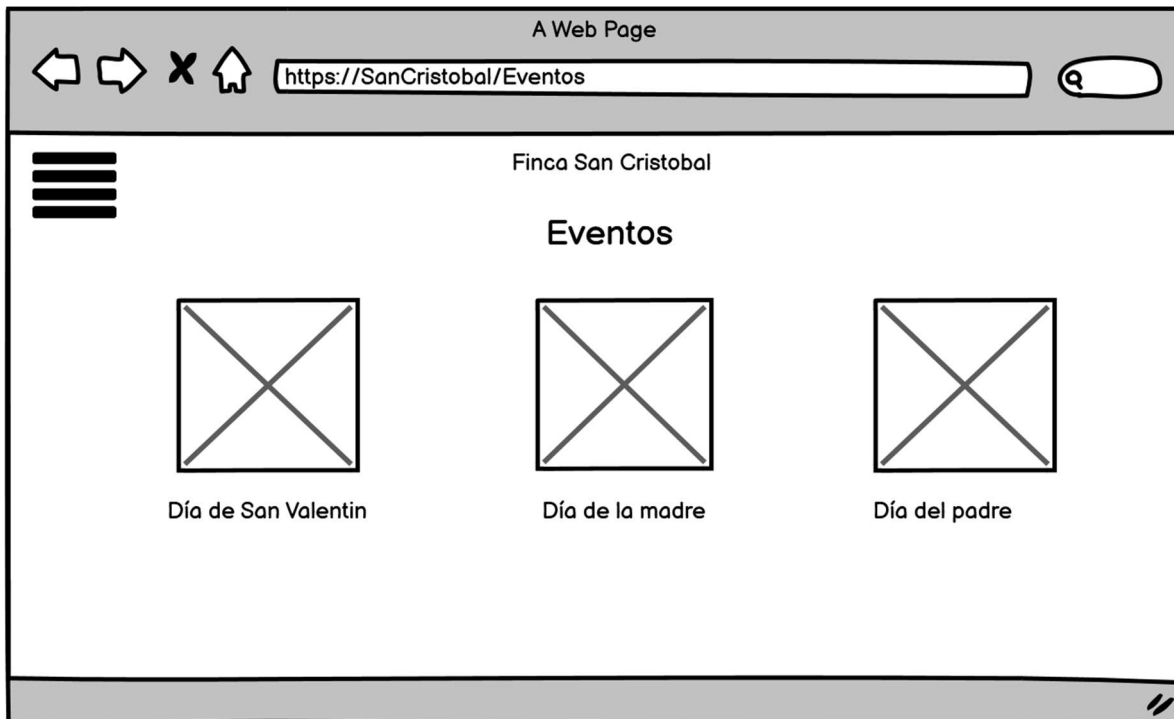 A Web Page
https://SanCristobal/Eventos
Finca San Cristobal
Eventos
Día de San Valentin
Día de la madre
Día del padre